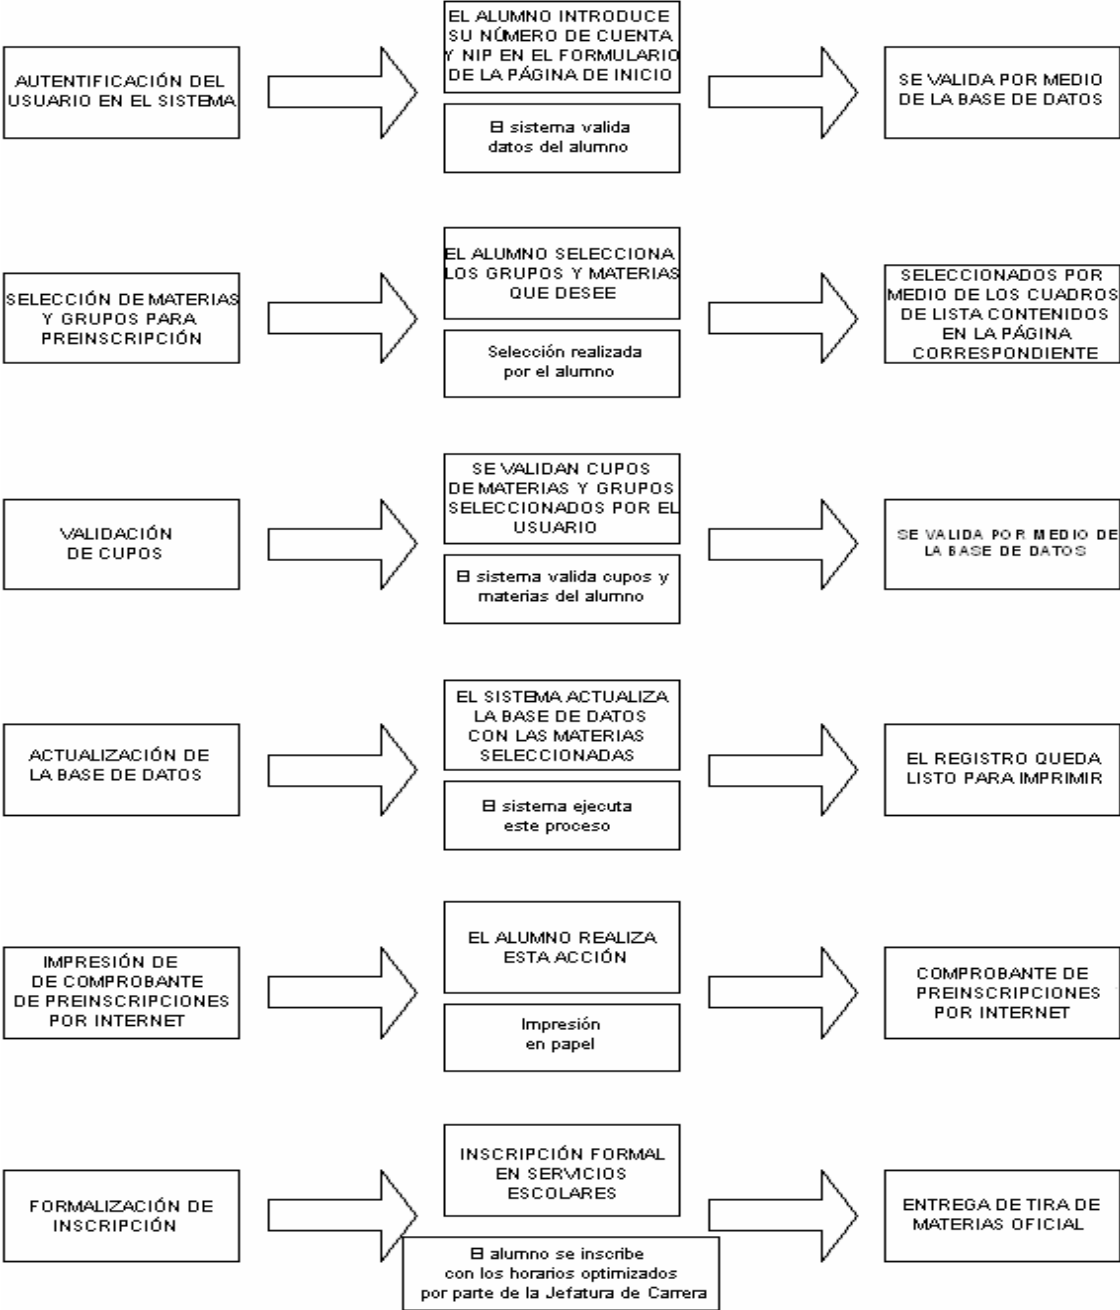 AUTENTIFICACIÓN DEL
USUARIO EN EL SISTEMA
EL ALUMNO INTRODUCE
SU NÚMERO DE CUENTA
Y NIP EN EL FORMULARIO
DE LA PÁGINA DE INICIO
El sistema valida
datos del alumno
SE VALIDA POR MEDIO
DE LA BASE DE DATOS
SELECCIÓN DE MATERIAS
Y GRUPOS PARA
PREINSCRIPCIÓN
EL ALUMNO SELECCIONA
LOS GRUPOS Y MATERIAS
QUE DESEE
Selección realizada
por el alumno
SELECCIONADOS POR
MEDIO DE LOS CUADROS
DE LISTA CONTENIDOS
EN LA PÁGINA
CORRESPONDIENTE
VALIDACIÓN
DE CUPOS
SE VALIDAN CUPOS
DE MATERIAS Y GRUPOS
SELECCIONADOS POR EL
USUARIO
El sistema valida cupos y
materias del alumno
SE VALIDA POR MEDIO DE
LA BASE DE DATOS
ACTUALIZACIÓN DE
LA BASE DE DATOS
EL SISTEMA ACTUALIZA
LA BASE DE DATOS
CON LAS MATERIAS
SELECCIONADAS
El sistema ejecuta
este proceso
EL REGISTRO QUEDA
LISTO PARA IMPRIMIR
IMPRESIÓN DE
DE COMPROBANTE
DE PREINSCRIPCIONES
POR INTERNET
EL ALUMNO REALIZA
ESTA ACCIÓN
Impresión
en papel
COMPROBANTE DE
PREINSCRIPCIONES
POR INTERNET
FORMALIZACIÓN DE
INSCRIPCIÓN
INSCRIPCIÓN FORMAL
EN SERVICIOS
ESCOLARES
El alumno se inscribe
con los horarios optimizados
por parte de la Jefatura de Carrera
ENTREGA DE TIRA DE
MATERIAS OFICIAL